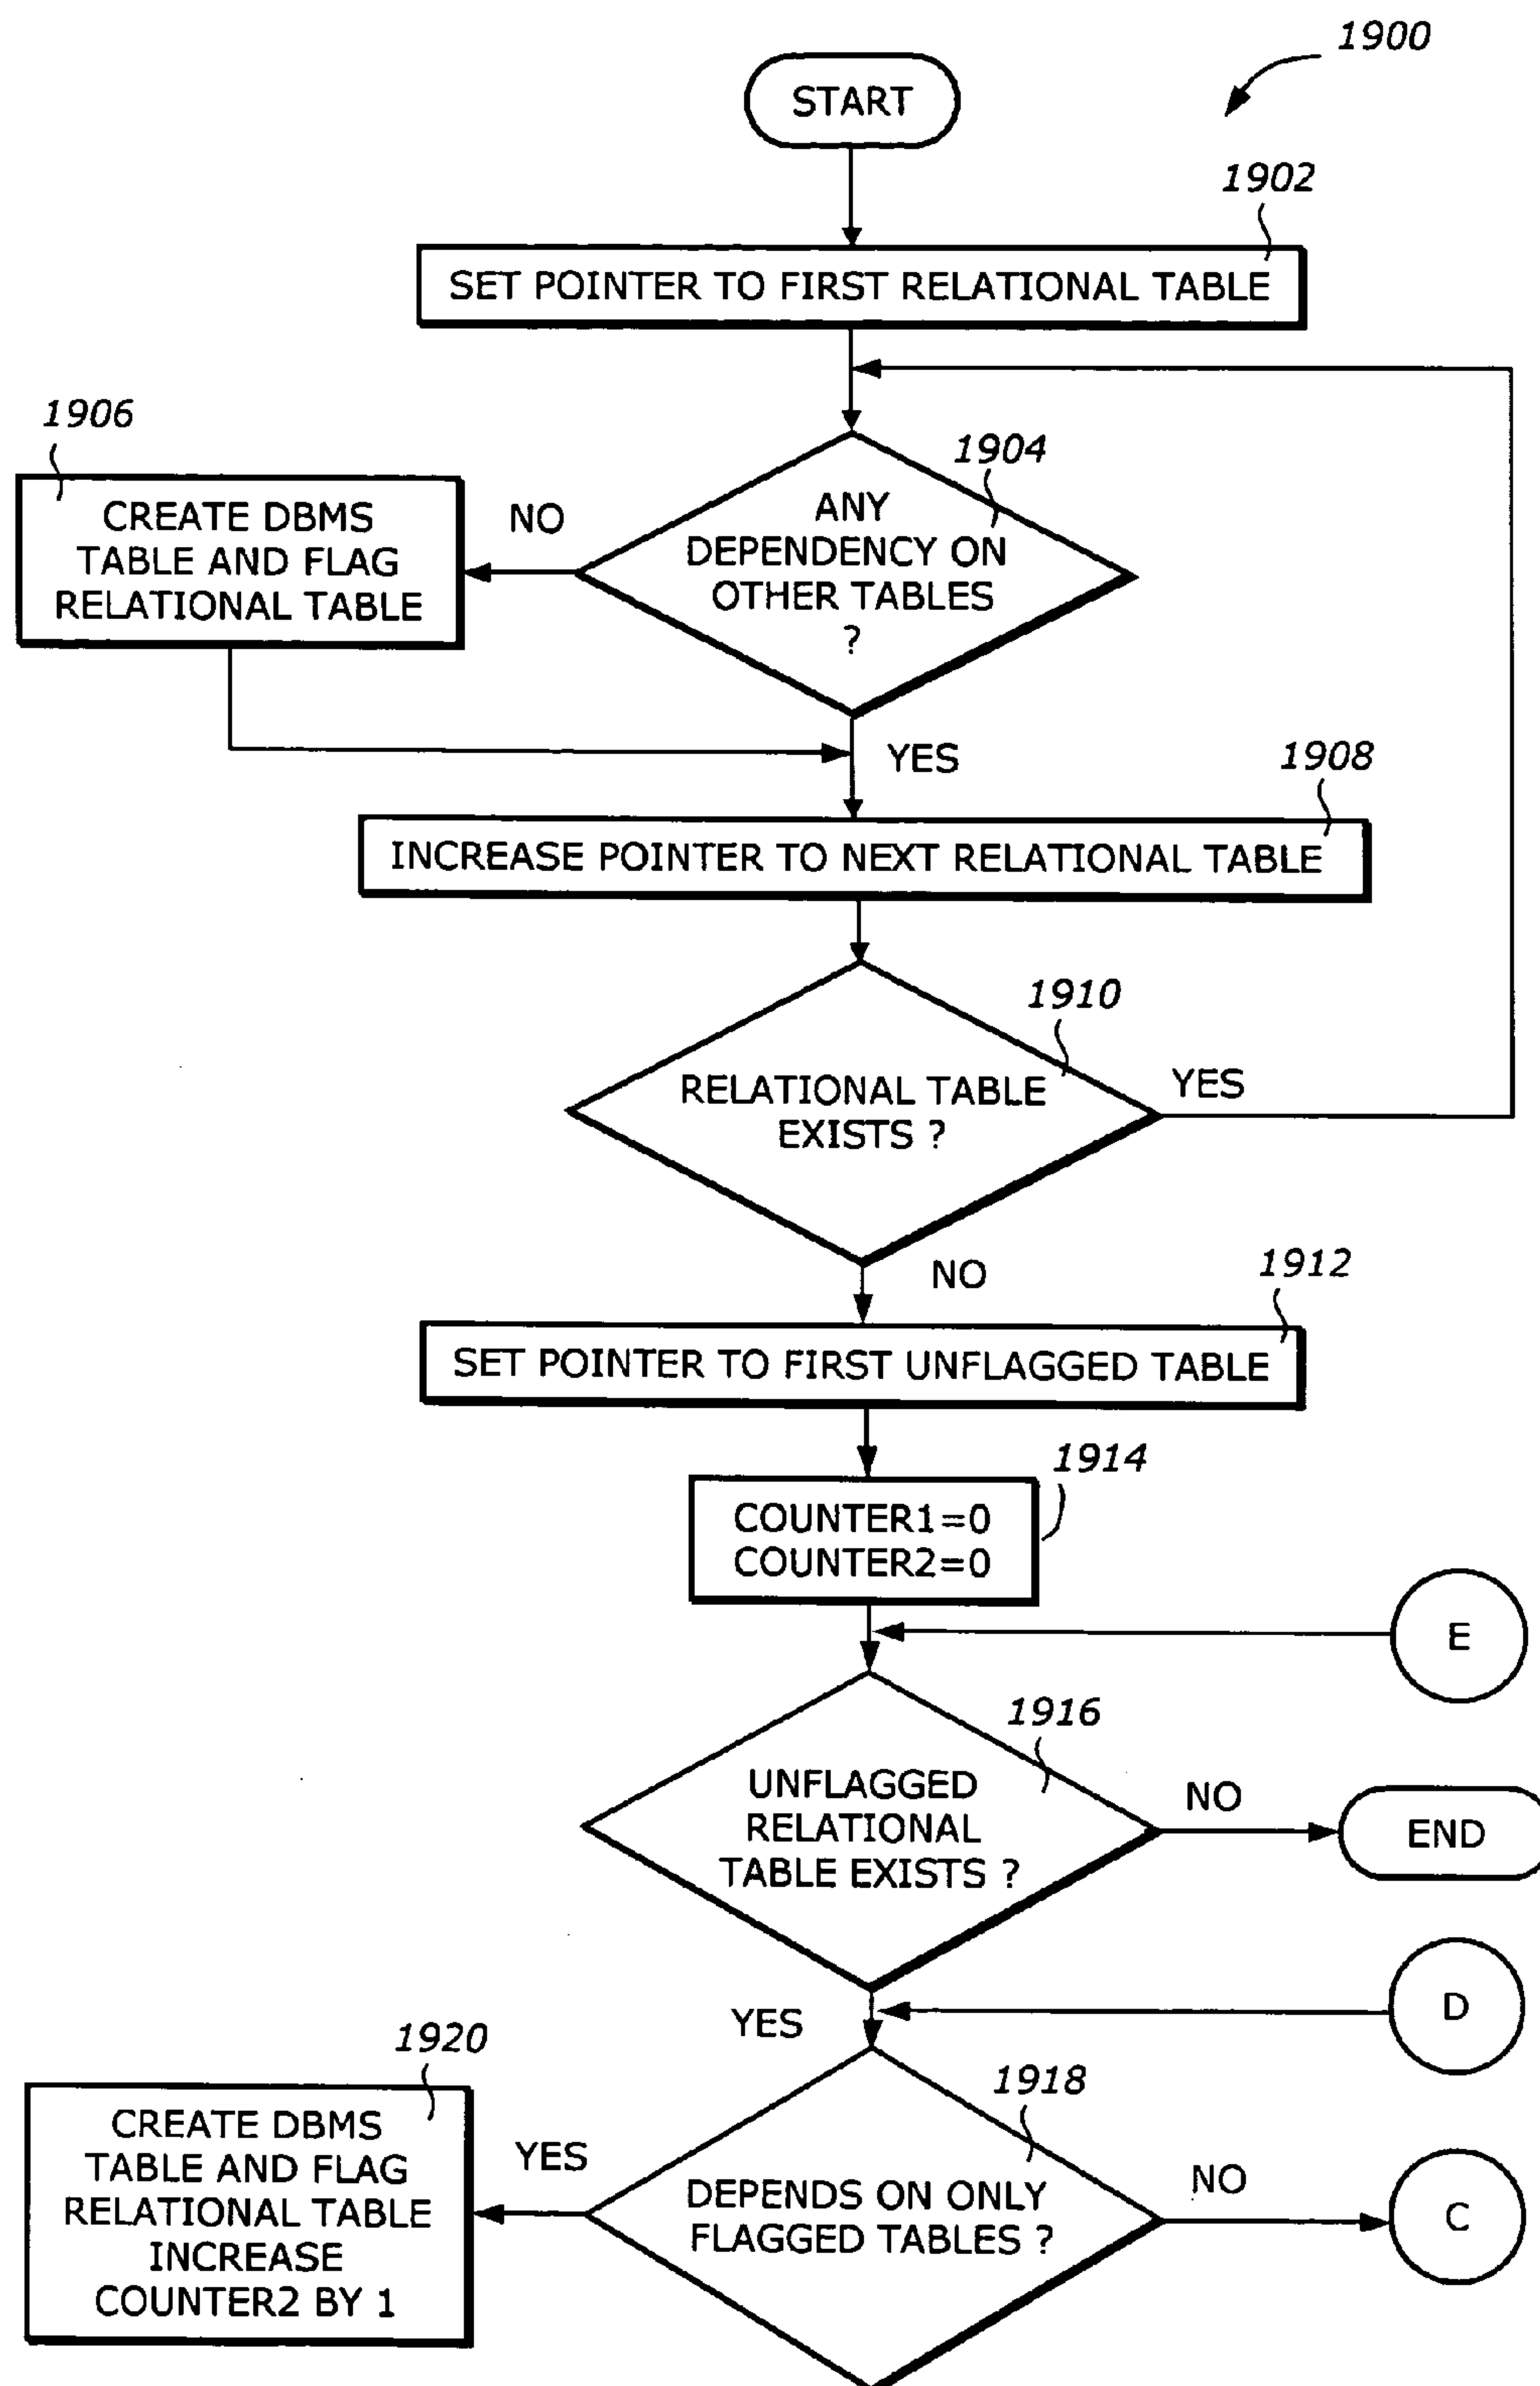 1900
START
1902
SET POINTER TO FIRST RELATIONAL TABLE
1906
1904
CREATE DBMS
TABLE AND FLAG
RELATIONAL TABLE
NO
ANY
DEPENDENCY ON
OTHER TABLES
?
YES
1908
INCREASE POINTER TO NEXT RELATIONAL TABLE
1910
RELATIONAL TABLE
EXISTS ?
YES
NO
1912
SET POINTER TO FIRST UNFLAGGED TABLE
1914
COUNTER1=0
COUNTER2=0
E
1916
UNFLAGGED
RELATIONAL
TABLE EXISTS ?
NO
END
D
YES
1920
1918
CREATE DBMS
TABLE AND FLAG
RELATIONAL TABLE
INCREASE
COUNTER2 BY 1
YES
DEPENDS ON ONLY
FLAGGED TABLES ?
NO
C